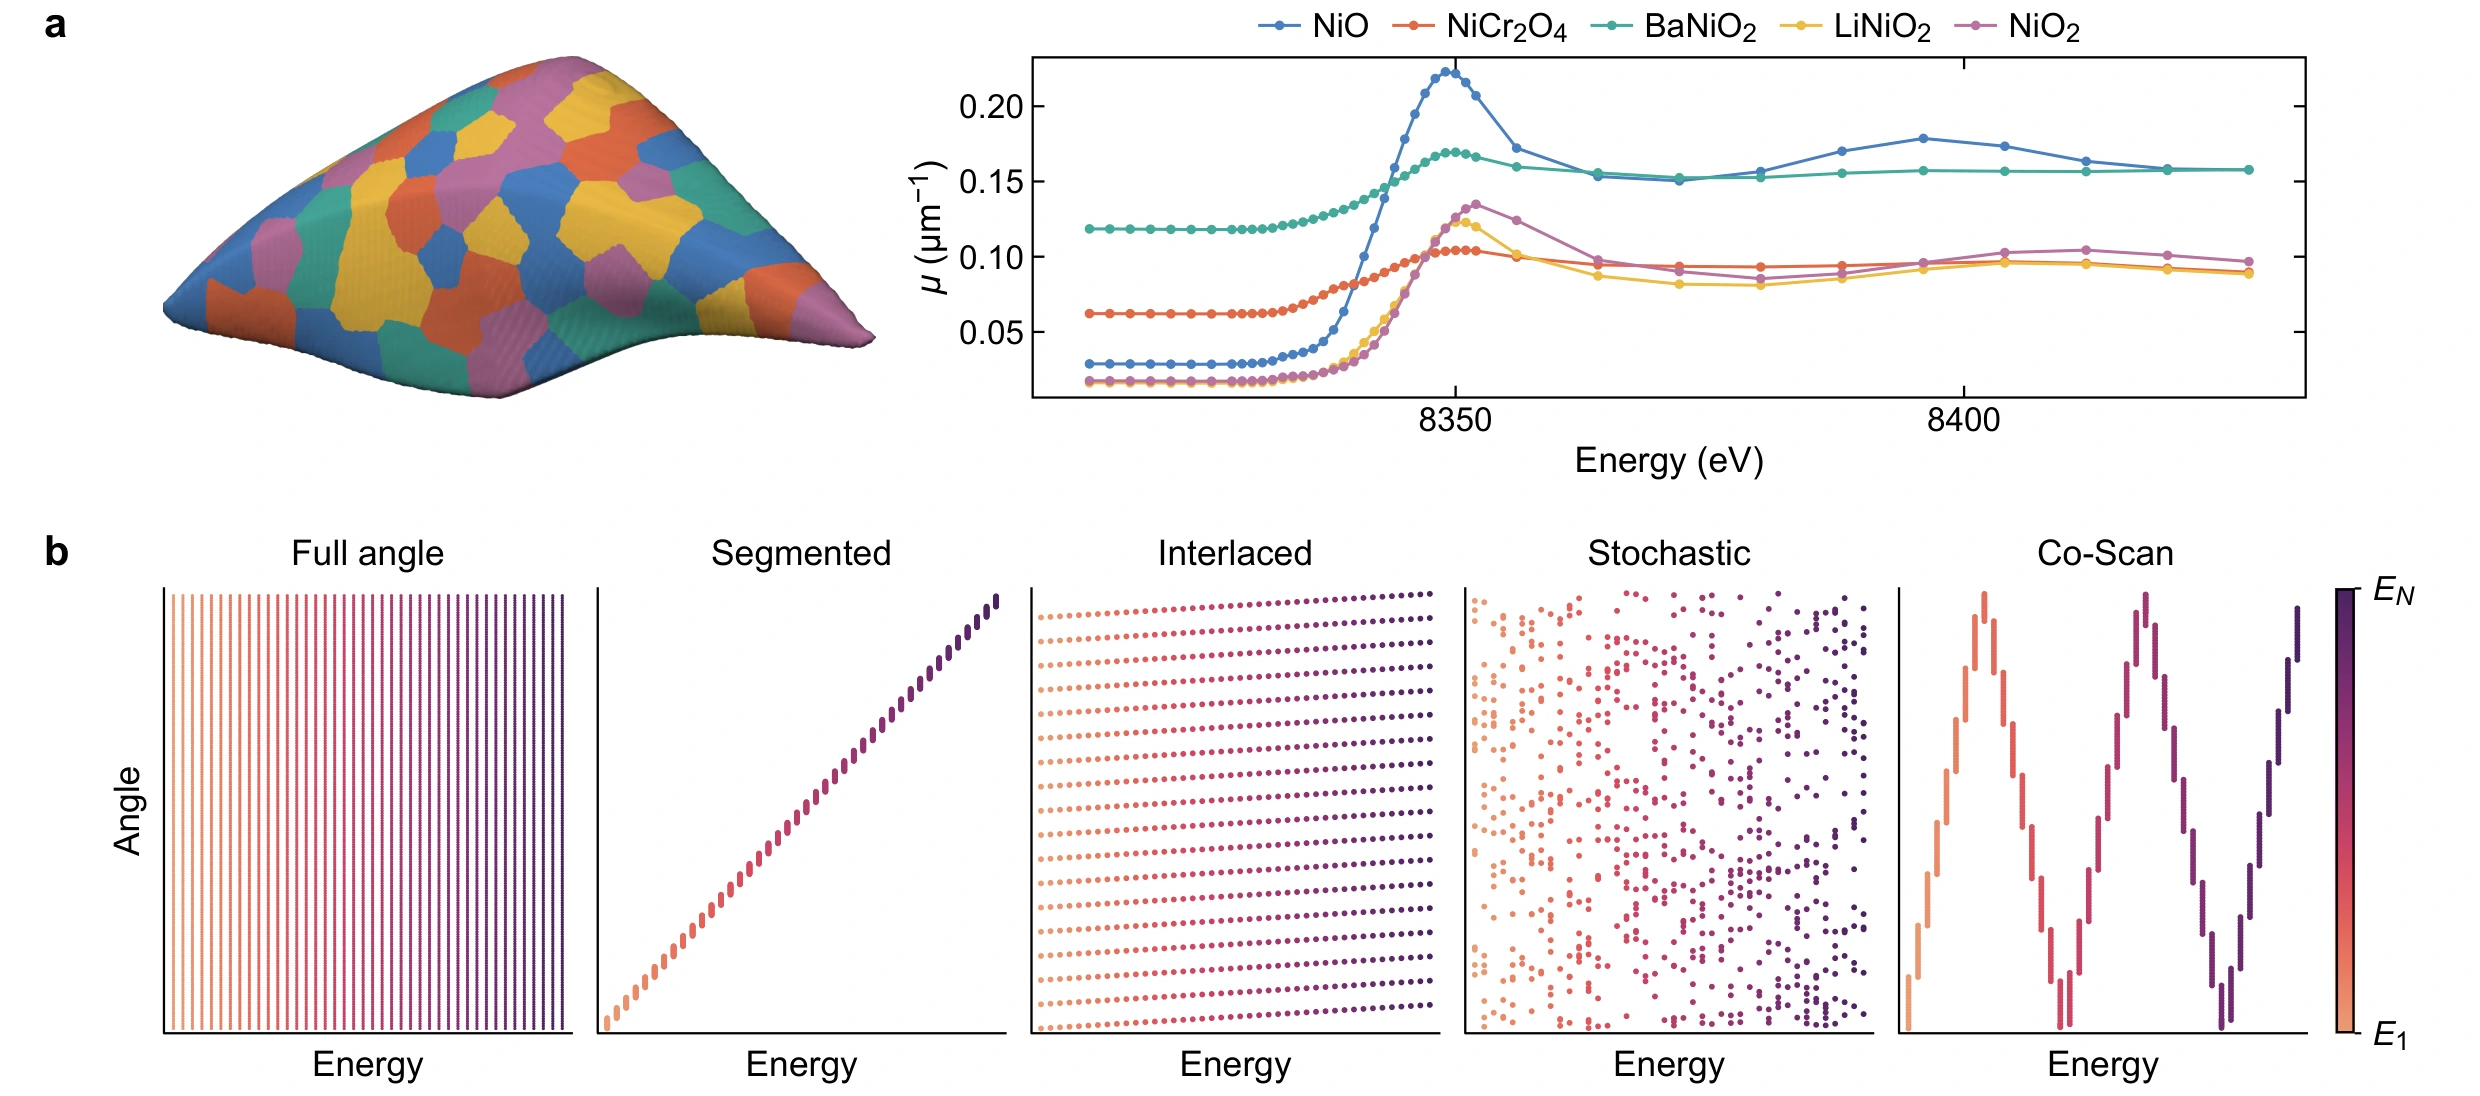 a
NiO NiCr₂O₄ BaNiO₂ LiNiO₂ NiO₂
0.20
0.15
0.10
0.05
μ (μm⁻¹)
8350 8400
Energy (eV)
b
Full angle Segmented Interlaced Stochastic Co-Scan
Angle
E_N
E₁
Energy Energy Energy Energy Energy